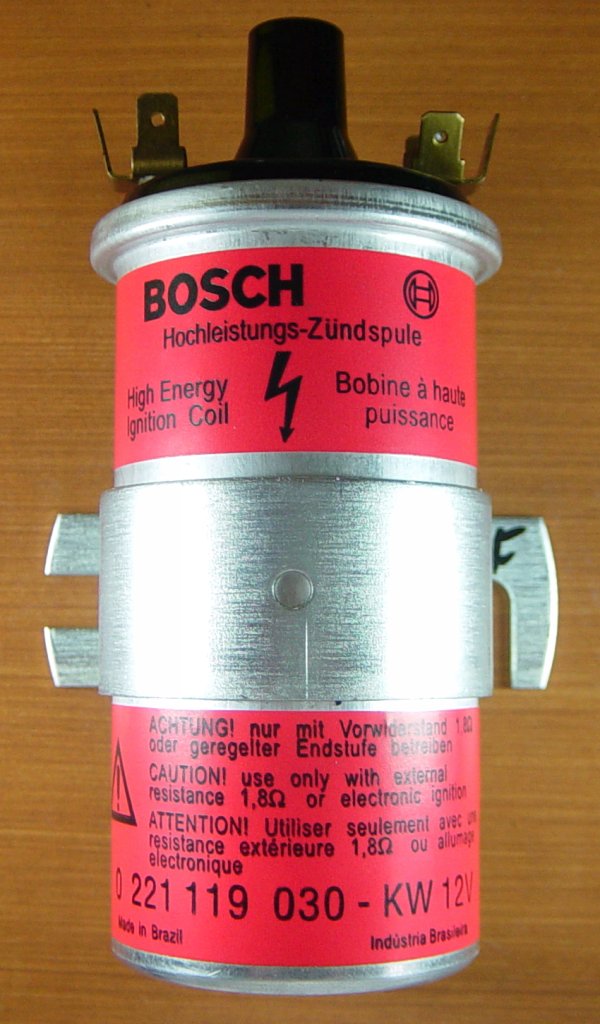 BOSCH
Hochleistungs-Zündspule
High Energy
Ignition Coil
Bobine à haute
puissance
ACHTUNG! nur mit Vorwiderstand 1.8Ω
oder geregelter Endstufe betreiben
CAUTION! use only with external
resistance 1,8Ω or electronic ignition
ATTENTION! Utiliser seulement avec une
resistance extérieure 1,8Ω ou allumage
électronique
0 221 119 030 - KW 12V
Made in Brazil
Indústria Brasileira